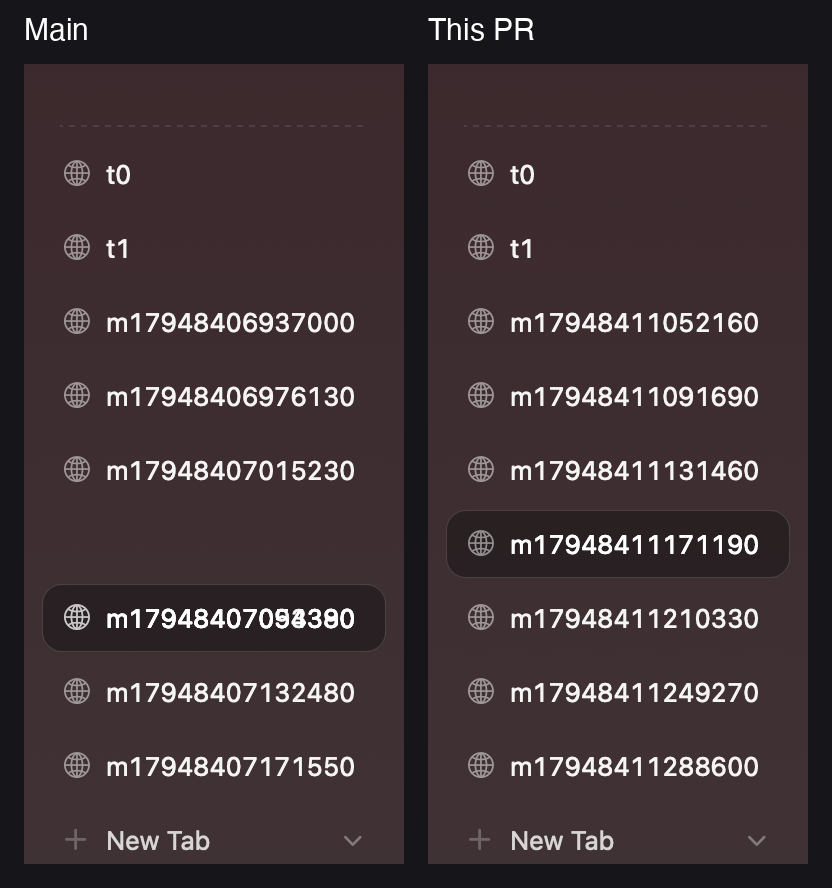 Main
t0
t1
m17948406937000
m17948406976130
m17948407015230
m17948407132480
m17948407171550
New Tab
This PR
t0
t1
m17948411052160
m17948411091690
m17948411131460
m17948411171190
m17948411210330
m17948411249270
m17948411288600
New Tab